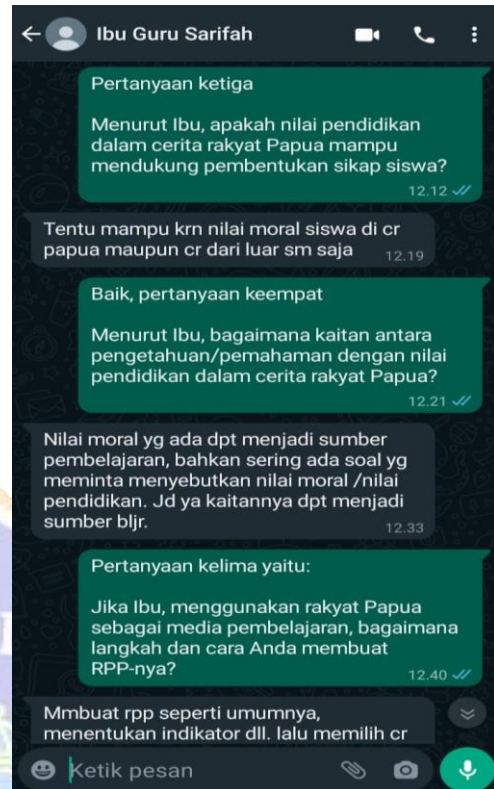 Ibu Guru Sarifah
Pertanyaan ketiga
Menurut Ibu, apakah nilai pendidikan
dalam cerita rakyat Papua mampu
mendukung pembentukan sikap siswa?
12.12
Tentu mampu krn nilai moral siswa di cr
papua maupun cr dari luar sm saja
12.19
Baik, pertanyaan keempat
Menurut Ibu, bagaimana kaitan antara
pengetahuan/pemahaman dengan nilai
pendidikan dalam cerita rakyat Papua?
12.21
Nilai moral yg ada dpt menjadi sumber
pembelajaran, bahkan sering ada soal yg
meminta menyebutkan nilai moral /nilai
pendidikan. Jd ya kaitannya dpt menjadi
sumber bljr.
12.33
Pertanyaan kelima yaitu:
Jika Ibu, menggunakan rakyat Papua
sebagai media pembelajaran, bagaimana
langkah dan cara Anda membuat
RPP-nya?
12.40
Mmbuat rpp seperti umumnya,
menentukan indikator dll. lalu memilih cr
Ketik pesan